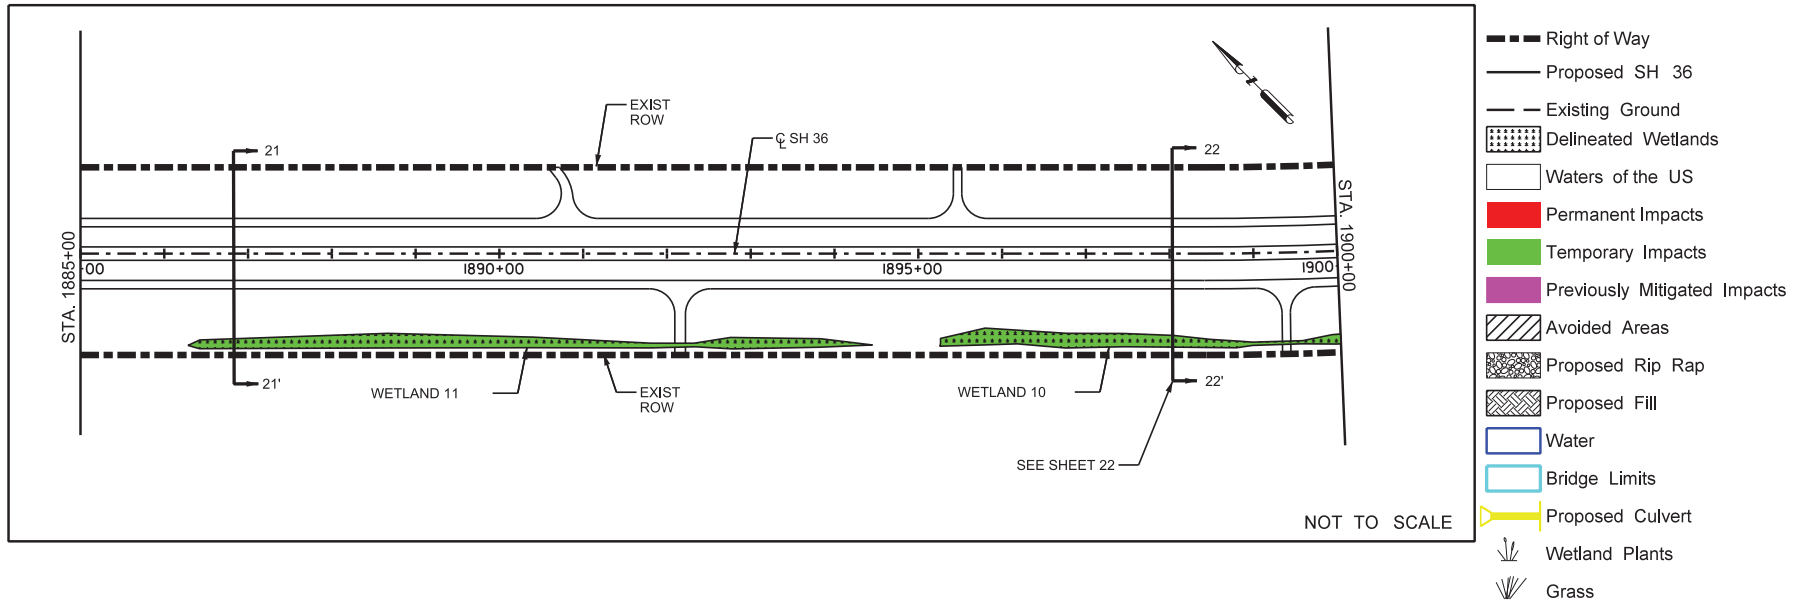 EXIST
ROW
℄ SH 36
N
21
22
STA. 1885+00
00
1890+00
1895+00
1900+00
STA. 1900+00
21'
WETLAND 11
EXIST
ROW
WETLAND 10
22'
SEE SHEET 22
NOT TO SCALE
Right of Way
Proposed SH 36
Existing Ground
Delineated Wetlands
Waters of the US
Permanent Impacts
Temporary Impacts
Previously Mitigated Impacts
Avoided Areas
Proposed Rip Rap
Proposed Fill
Water
Bridge Limits
Proposed Culvert
Wetland Plants
Grass